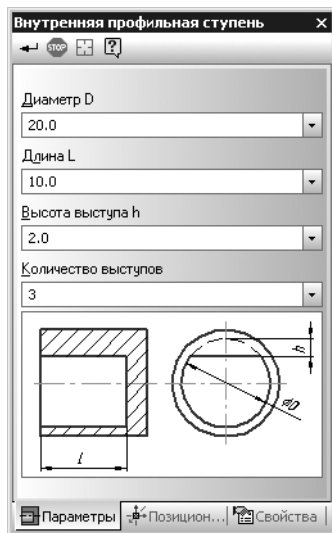 Внутренняя профильная ступень
STOP
Диаметр D
20.0
Длина L
10.0
Высота выступа h
2.0
Количество выступов
3
h
⌀D
l
Параметры Позицион... Свойства